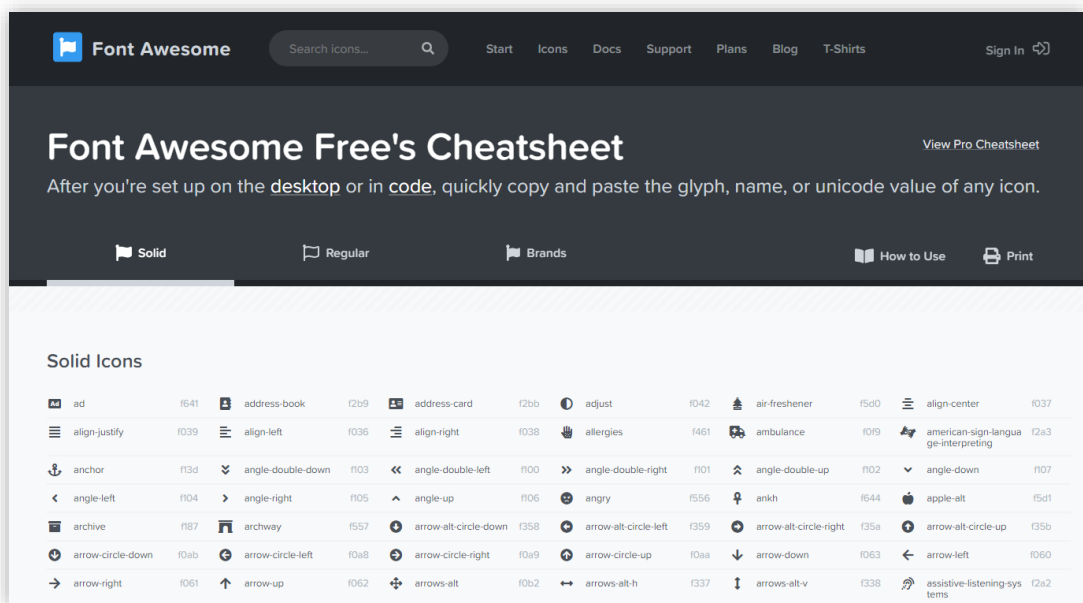 Font Awesome Search icons... Start Icons Docs Support Plans Blog T-Shirts Sign In
Font Awesome Free's Cheatsheet View Pro Cheatsheet
After you're set up on the desktop or in code, quickly copy and paste the glyph, name, or unicode value of any icon.
Solid Regular Brands How to Use Print
Solid Icons
Ad ad f641 address-book f2b9 address-card f2bb adjust f042 air-freshener f5d0 align-center f037
align-justify f039 align-left f036 align-right f038 allergies f461 ambulance f0f9 american-sign-langua f2a3
ge-interpreting
anchor f13d angle-double-down f103 angle-double-left f100 angle-double-right f101 angle-double-up f102 angle-down f107
angle-left f104 angle-right f105 angle-up f106 angry f556 ankh f644 apple-alt f5d1
archive f187 archway f557 arrow-alt-circle-down f358 arrow-alt-circle-left f359 arrow-alt-circle-right f35a arrow-alt-circle-up f35b
arrow-circle-down f0ab arrow-circle-left f0a8 arrow-circle-right f0a9 arrow-circle-up f0aa arrow-down f063 arrow-left f060
arrow-right f061 arrow-up f062 arrows-alt f0b2 arrows-alt-h f337 arrows-alt-v f338 assistive-listening-sys f2a2
tems